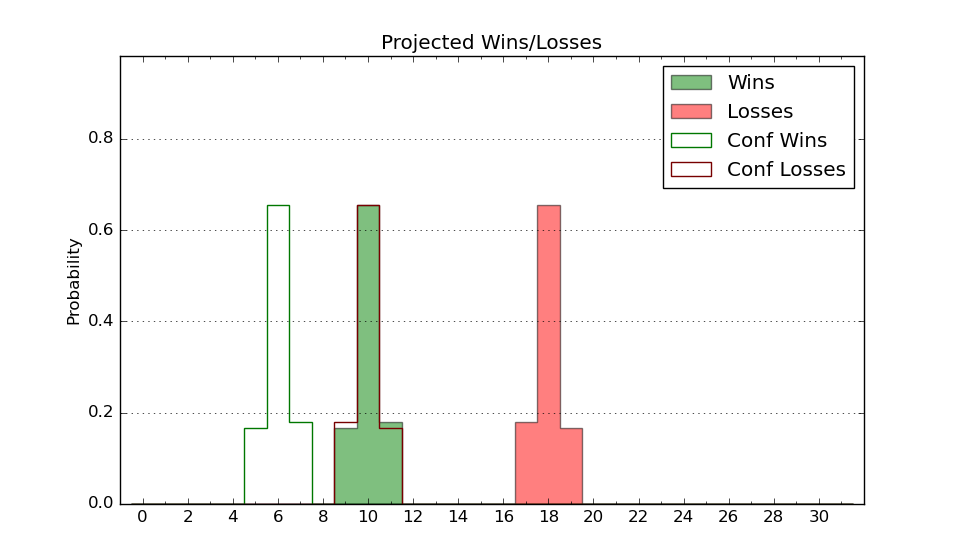 Projected Wins/Losses
Wins
Losses
Conf Wins
Conf Losses
Probability
0.8
0.6
0.4
0.2
0.0
0 2 4 6 8 10 12 14 16 18 20 22 24 26 28 30